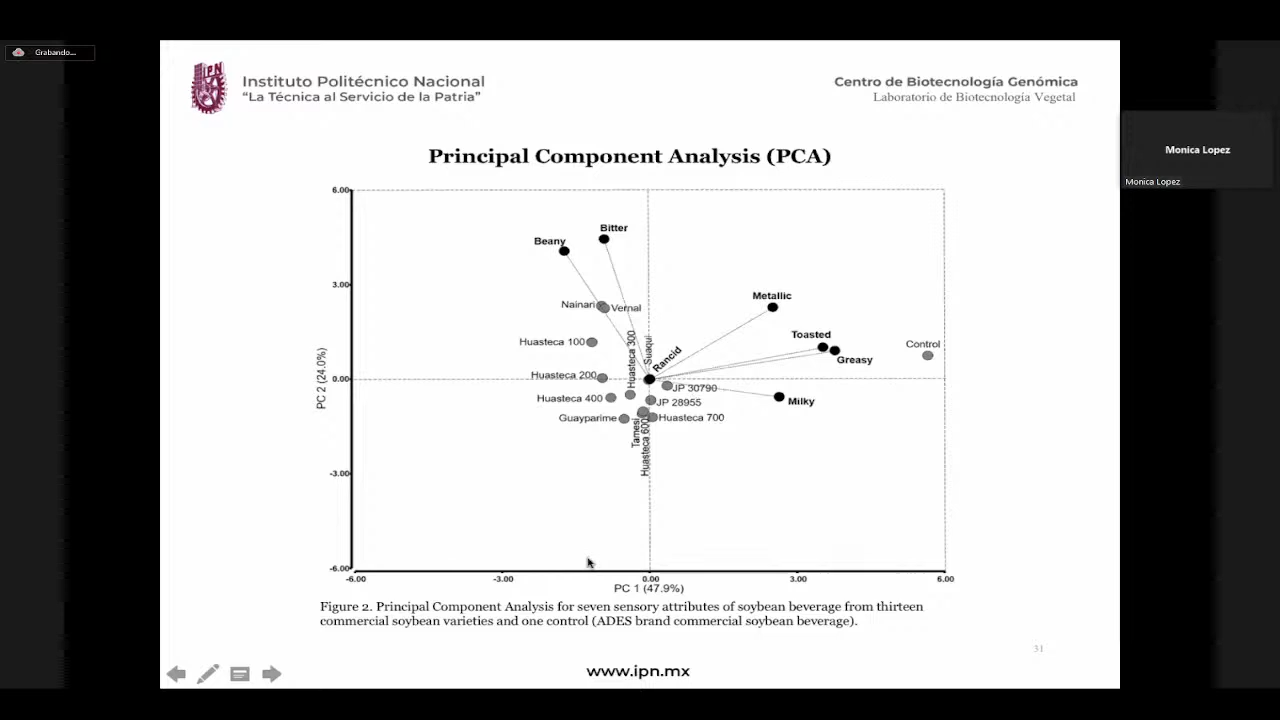 Grabando...
IPN
Instituto Politécnico Nacional
“La Técnica al Servicio de la Patria”
Centro de Biotecnología Genómica
Laboratorio de Biotecnología Vegetal
Monica Lopez
Monica Lopez
Principal Component Analysis (PCA)
6.00
Bitter
Beany
3.00
Metallic
Nainari
Vernal
Toasted
Huasteca 100
Control
Huasteca 300
Suaqui
Rancid
Greasy
PC 2 (24.0%)
0.00
Huasteca 200
JP 30790
Huasteca 400
JP 28955
Milky
Guayparime
Huasteca 700
Tamesi
Huasteca 600
-3.00
-6.00
-6.00
-3.00
0.00
3.00
6.00
PC 1 (47.9%)
Figure 2. Principal Component Analysis for seven sensory attributes of soybean beverage from thirteen
commercial soybean varieties and one control (ADES brand commercial soybean beverage).
31
www.ipn.mx